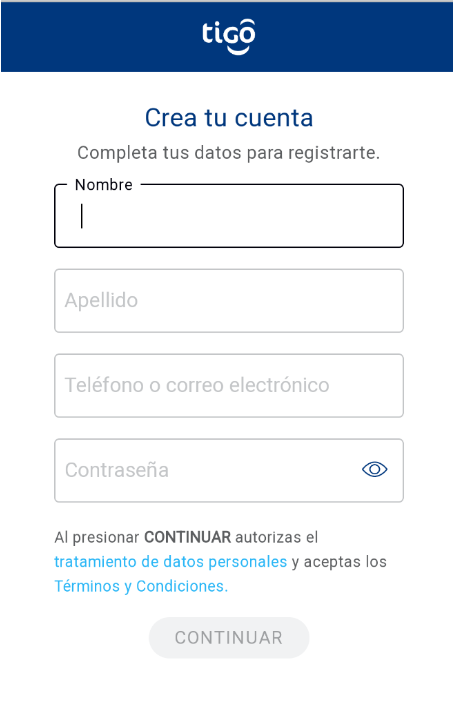 tigo
Crea tu cuenta
Completa tus datos para registrarte.
Nombre
Apellido
Teléfono o correo electrónico
Contraseña
Al presionar CONTINUAR autorizas el
tratamiento de datos personales y aceptas los
Términos y Condiciones.
CONTINUAR